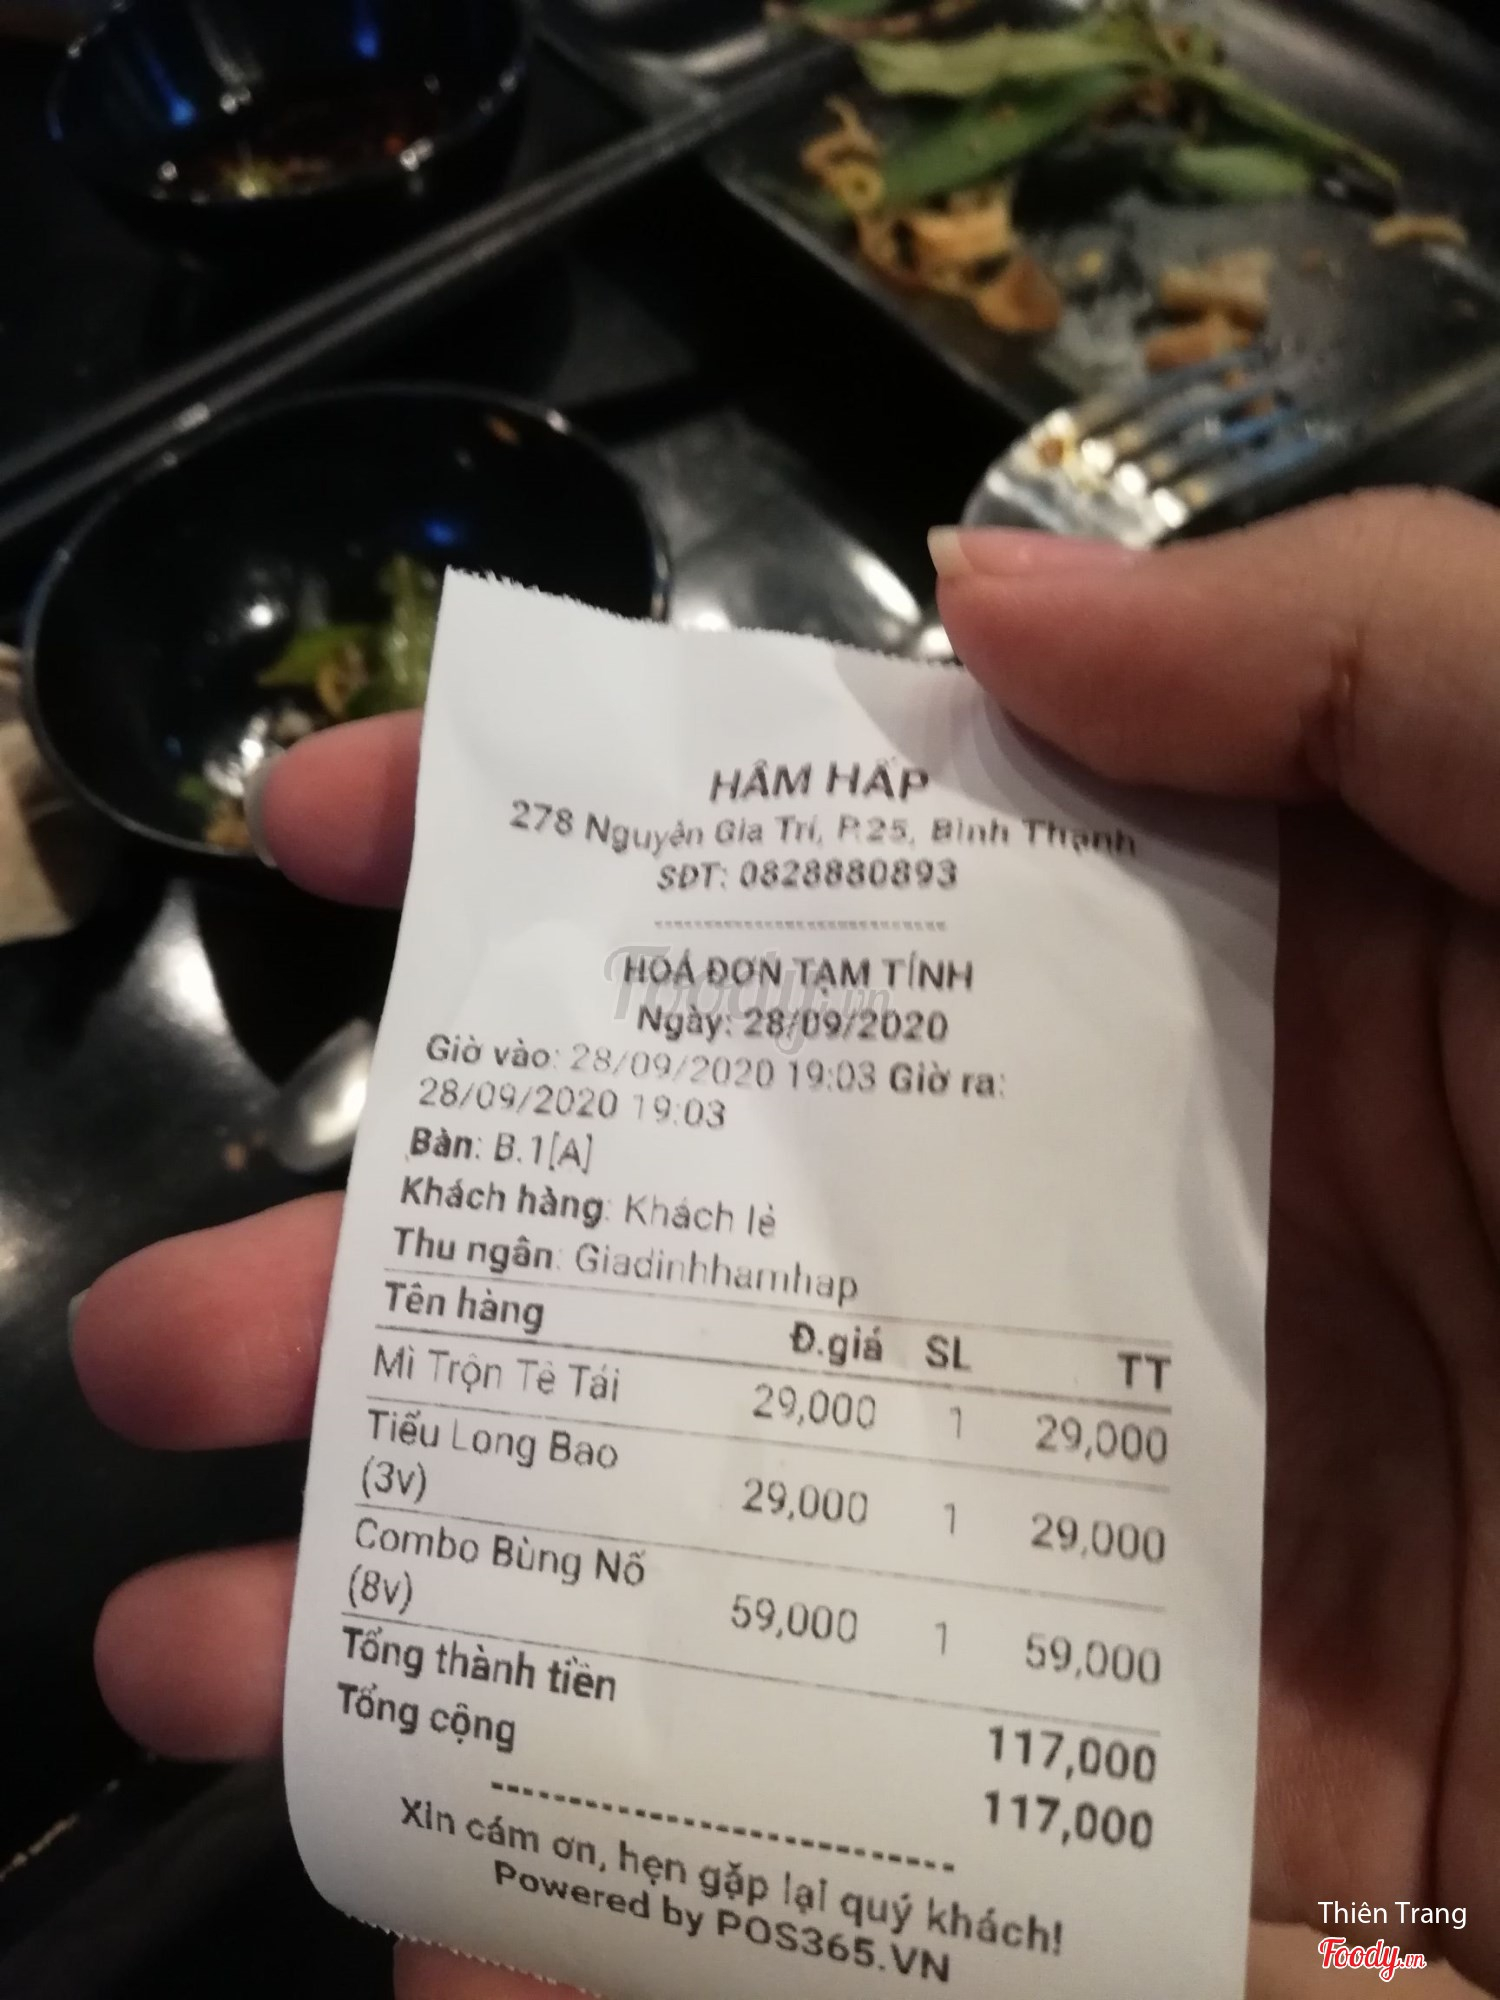 HÂM HẤP
278 Nguyễn Gia Trí, P.25, Bình Thạnh
SĐT: 0828880893
HOÁ ĐƠN TẠM TÍNH
Ngày: 28/09/2020
Giờ vào: 28/09/2020 19:03 Giờ ra:
28/09/2020 19:03
Bàn: B.1[A]
Khách hàng: Khách lẻ
Thu ngân: Giadinhhamhap
Tên hàng Đ.giá SL TT
Mì Trộn Tê Tái 29,000 1 29,000
Tiểu Long Bao
(3v) 29,000 1 29,000
Combo Bùng Nổ
(8v) 59,000 1 59,000
Tổng thành tiền 117,000
Tổng cộng 117,000
Xin cám ơn, hẹn gặp lại quý khách!
Powered by POS365.VN
Foody.vn
Thiên Trang
Foody.vn